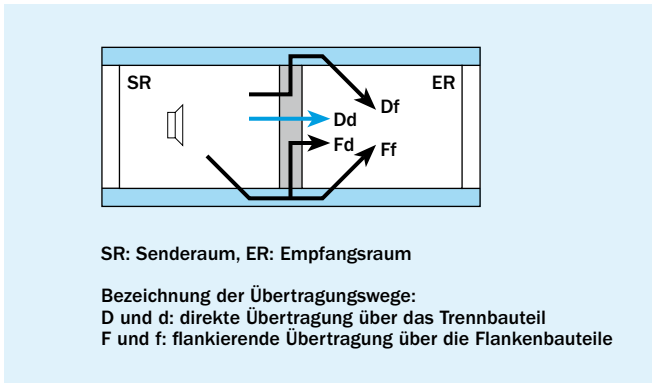 SR
ER
Df
Dd
Fd
Ff
SR: Senderaum, ER: Empfangsraum
Bezeichnung der Übertragungswege:
D und d: direkte Übertragung über das Trennbauteil
F und f: flankierende Übertragung über die Flankenbauteile